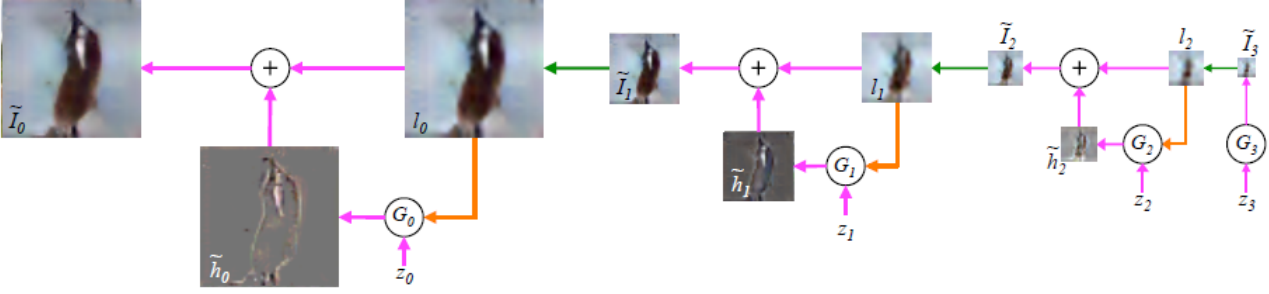 Ĩ₀
+
l₀
h̃₀
G₀
z₀
Ĩ₁
+
l₁
h̃₁
G₁
z₁
Ĩ₂
+
l₂
Ĩ₃
h̃₂
G₂
G₃
z₂
z₃